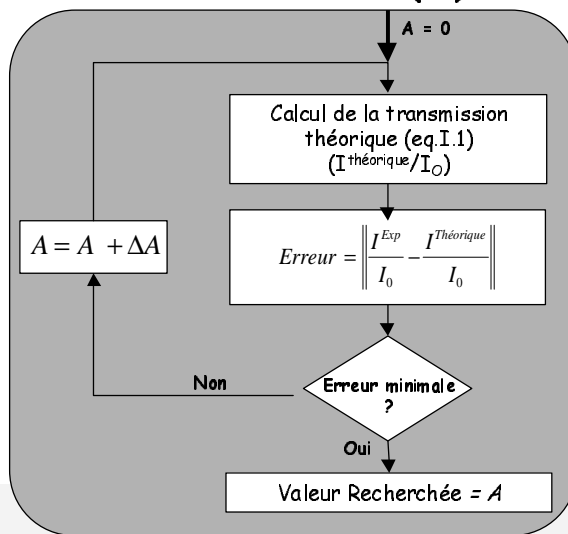 A = 0
Calcul de la transmission
théorique (eq.I.1)
(I^théorique/I_O)
A = A + ΔA
Erreur = ‖ I^Exp / I_0 − I^Théorique / I_0 ‖
Non
Erreur minimale
?
Oui
Valeur Recherchée = A